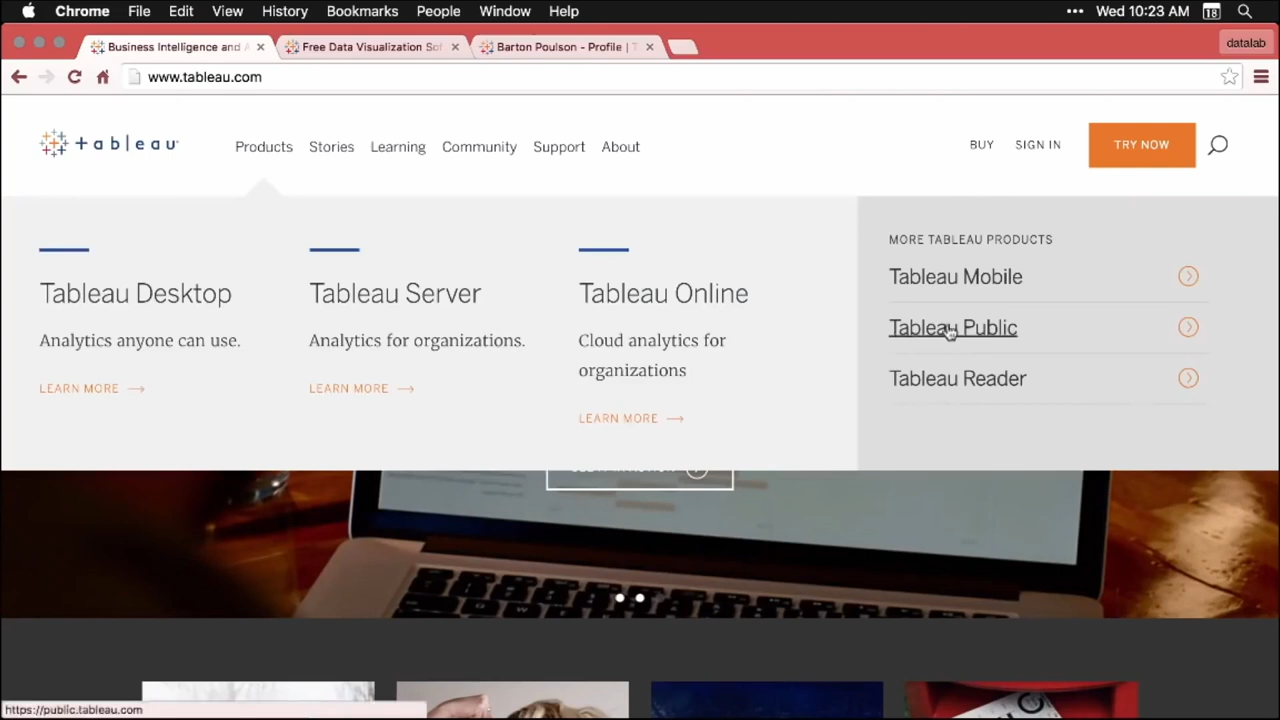 Chrome File Edit View History Bookmarks People Window Help ••• Wed 10:23 AM 18
Business Intelligence and A Free Data Visualization Sof Barton Poulson - Profile | T datalab
www.tableau.com
tableau Products Stories Learning Community Support About BUY SIGN IN TRY NOW
MORE TABLEAU PRODUCTS
Tableau Desktop Tableau Server Tableau Online Tableau Mobile
Analytics anyone can use. Analytics for organizations. Cloud analytics for Tableau Public
organizations
LEARN MORE → LEARN MORE → Tableau Reader
LEARN MORE →
https://public.tableau.com